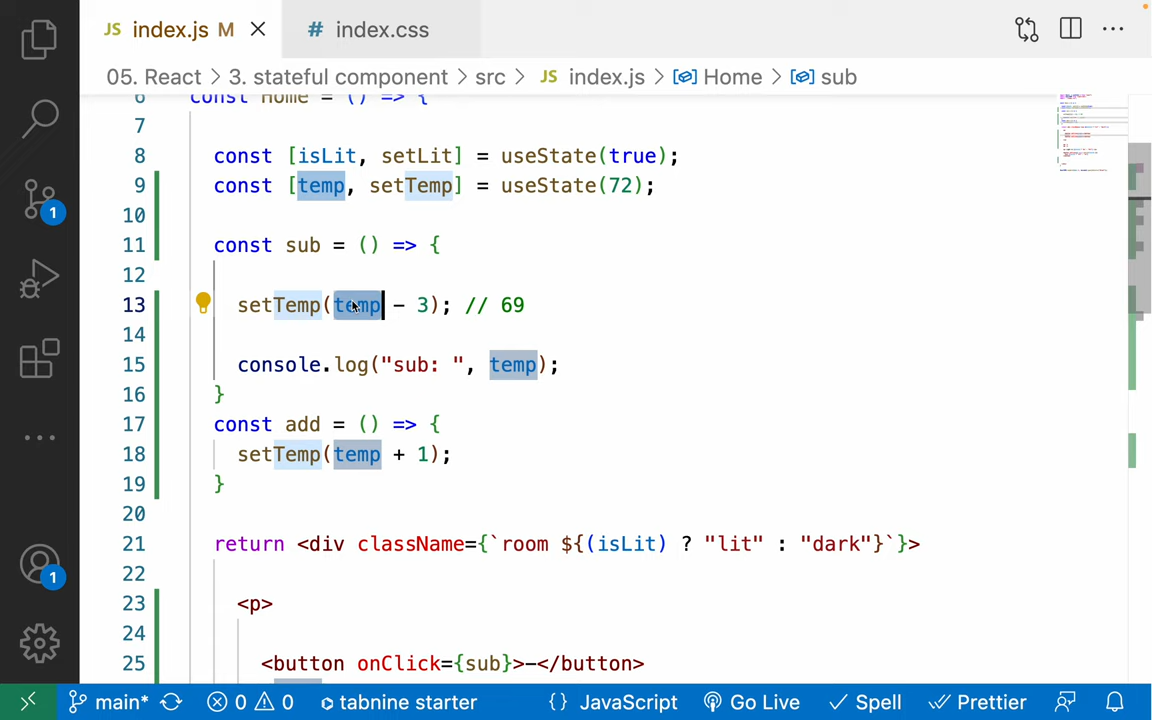 JS index.js M
# index.css
05. React > 3. stateful component > src > JS index.js > Home > sub
6 const Home = () => {
7
8 const [isLit, setLit] = useState(true);
9 const [temp, setTemp] = useState(72);
10
11 const sub = () => {
12
13 setTemp(temp - 3); // 69
14
15 console.log("sub: ", temp);
16 }
17 const add = () => {
18 setTemp(temp + 1);
19 }
20
21 return <div className={`room ${(isLit) ? "lit" : "dark"}`}>
22
23 <p>
24
25 <button onClick={sub}>-</button>
1
1
main* 0 0 tabnine starter {} JavaScript Go Live Spell Prettier